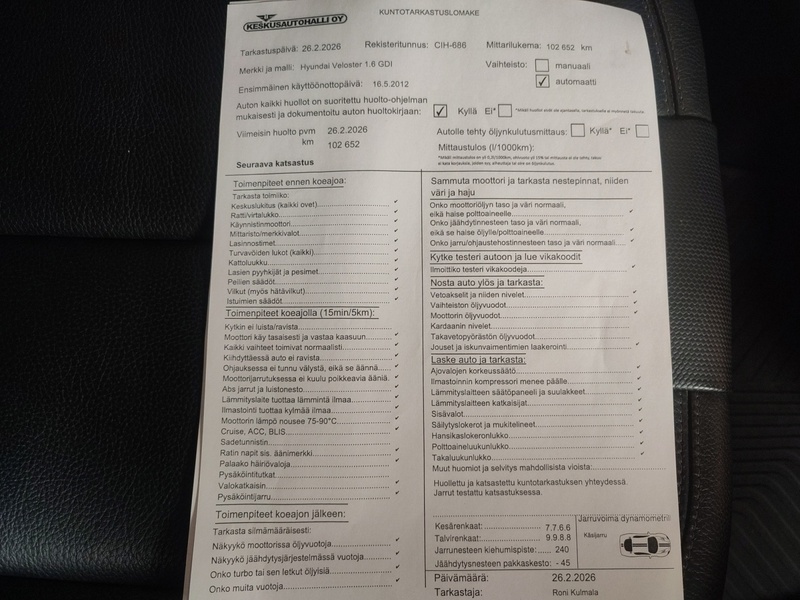 KESKUSAUTOHALLI OY
KUNTOTARKASTUSLOMAKE
Tarkastuspäivä: 26.2.2026 Rekisteritunnus: CIH-686 Mittarilukema: 102 652 km
Merkki ja malli: Hyundai Veloster 1.6 GDI Vaihteisto: manuaali
automaatti
Ensimmäinen käyttöönottopäivä: 16.5.2012
Auton kaikki huollot on suoritettu huolto-ohjelman
mukaisesti ja dokumentoitu auton huoltokirjaan: Kyllä Ei*
Viimeisin huolto pvm 26.2.2026
km 102 652
Autolle tehty öljynkulutusmittaus: Kyllä* Ei*
Mittaustulos (l/1000km):
Seuraava katsastus
Toimenpiteet ennen koeajoa:
Tarkasta toimiiko:
Keskuslukitus (kaikki ovet)
Ratti/virtalukko
Käynnistinmoottori
Mittaristo/merkkivalot
Lasinnostimet
Turvavöiden lukot (kaikki)
Kattoluukku
Lasien pyyhkijät ja pesimet
Peilien säädöt
Vilkut (myös hätävilkut)
Istuimien säädöt
Toimenpiteet koeajolla (15min/5km):
Kytkin ei luista/ravista
Moottori käy tasaisesti ja vastaa kaasuun
Kaikki vaihteet toimivat normaalisti
Kiihdyttäessä auto ei ravista
Ohjauksessa ei tunnu välystä, eikä se äännä
Moottorijarrutuksessa ei kuulu poikkeavia ääniä
Abs jarrut ja luistonesto
Lämmityslaite tuottaa lämmintä ilmaa
Ilmastointi tuottaa kylmää ilmaa
Moottorin lämpö nousee 75-90°C
Cruise, ACC, BLIS
Sadetunnistin
Ratin napit sis. äänimerkki
Palaako häiriövaloja
Pysäköintitutkat
Valokatkaisin
Pysäköintijarru
Toimenpiteet koeajon jälkeen:
Tarkasta silmämääräisesti:
Näkyykö moottorissa öljyvuotoja
Näkyykö jäähdytysjärjestelmässä vuotoja
Onko turbo tai sen letkut öljyisiä
Onko muita vuotoja
Sammuta moottori ja tarkasta nestepinnat, niiden
väri ja haju
Onko moottoriöljyn taso ja väri normaali,
eikä haise polttoaineelle
Onko jäähdytinnesteen taso ja väri normaali,
eikä se haise öljylle/polttoaineelle
Onko jarru/ohjaustehostinnesteen taso ja väri normaali
Kytke testeri autoon ja lue vikakoodit
Ilmoittiko testeri vikakoodeja
Nosta auto ylös ja tarkasta:
Vetoakselit ja niiden nivelet
Vaihteiston öljyvuodot
Moottorin öljyvuodot
Kardaanin nivelet
Takavetopyörästön öljyvuodot
Jouset ja iskunvaimentimien laakerointi
Laske auto ja tarkasta:
Ajovalojen korkeussäätö
Ilmastoinnin kompressori menee päälle
Lämmityslaitteen säätöpaneeli ja suulakkeet
Lämmityslaitteen katkaisijat
Sisävalot
Säilytyslokerot ja mukitelineet
Hansikaslokeronlukko
Polttoaineluukunlukko
Takaluukunlukko
Muut huomiot ja selvitys mahdollisista vioista:
Huollettu ja katsastettu kuntotarkastuksen yhteydessä.
Jarrut testattu katsastuksessa.
Kesärenkaat: 7.7.6.6
Talvirenkaat: 9.9.8.8
Jarrunesteen kiehumispiste: 240
Jäähdytysnesteen pakkaskesto: - 45
Jarruvoima dynamometri
Käsijarru
Päivämäärä: 26.2.2026
Tarkastaja: Roni Kulmala